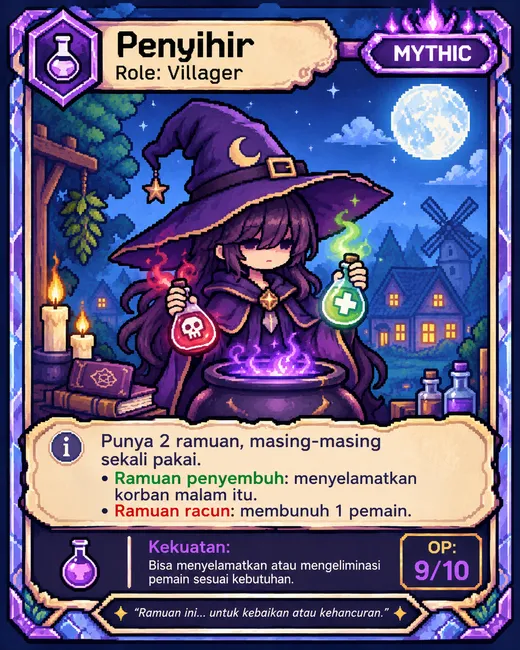 Penyihir
Role: Villager
MYTHIC
Punya 2 ramuan, masing-masing
sekali pakai.
• Ramuan penyembuh: menyelamatkan
korban malam itu.
• Ramuan racun: membunuh 1 pemain.
Kekuatan:
Bisa menyelamatkan atau mengeliminasi
pemain sesuai kebutuhan.
OP:
9/10
"Ramuan ini... untuk kebaikan atau kehancuran."